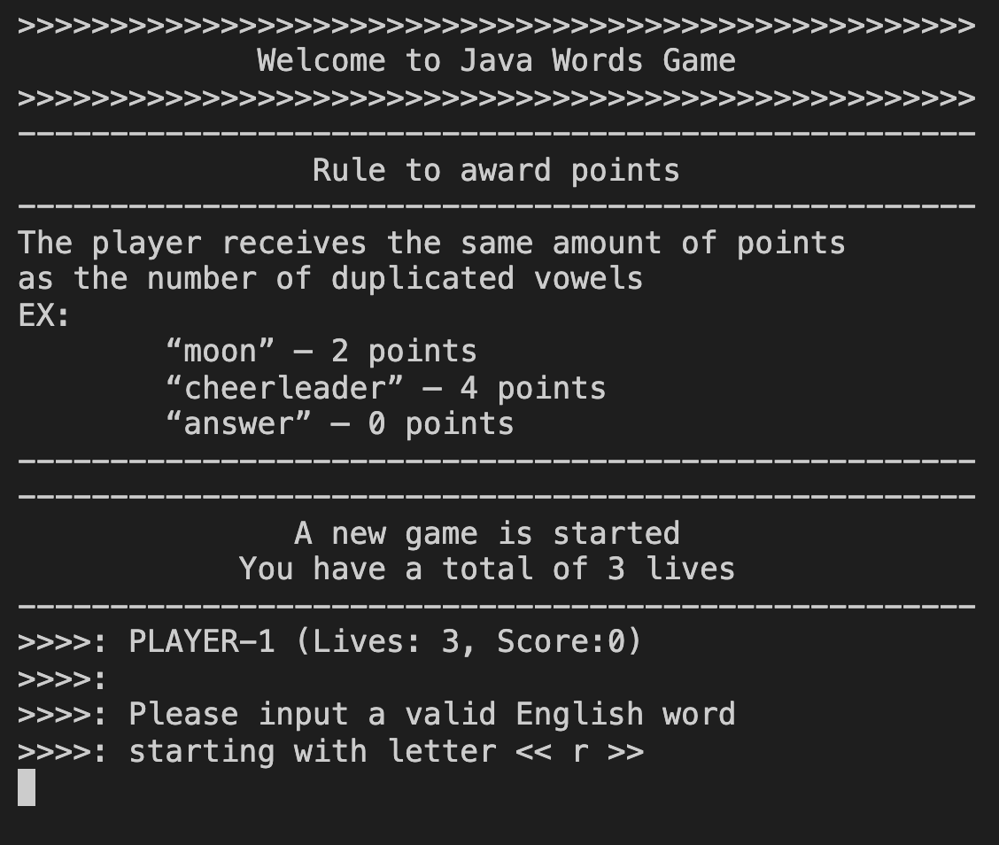 >>>>>>>>>>>>>>>>>>>>>>>>>>>>>>>>>>>>>>>>>>>>>>>>>>>>
Welcome to Java Words Game
>>>>>>>>>>>>>>>>>>>>>>>>>>>>>>>>>>>>>>>>>>>>>>>>>>>>
----------------------------------------------------
Rule to award points
----------------------------------------------------
The player receives the same amount of points
as the number of duplicated vowels
EX:
“moon” – 2 points
“cheerleader” – 4 points
“answer” – 0 points
----------------------------------------------------
----------------------------------------------------
A new game is started
You have a total of 3 lives
----------------------------------------------------
>>>>: PLAYER-1 (Lives: 3, Score:0)
>>>>:
>>>>: Please input a valid English word
>>>>: starting with letter << r >>